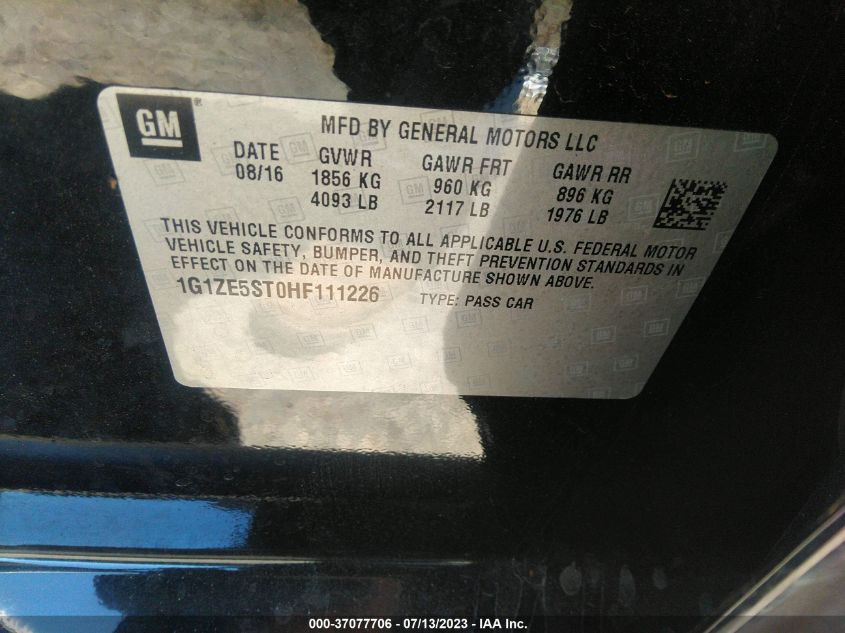 GM ®
MFD BY GENERAL MOTORS LLC
DATE GVWR GAWR FRT GAWR RR
08/16 1856 KG 960 KG 896 KG
4093 LB 2117 LB 1976 LB
THIS VEHICLE CONFORMS TO ALL APPLICABLE U.S. FEDERAL MOTOR
VEHICLE SAFETY, BUMPER, AND THEFT PREVENTION STANDARDS IN
EFFECT ON THE DATE OF MANUFACTURE SHOWN ABOVE.
1G1ZE5ST0HF111226 TYPE: PASS CAR
000-37077706 - 07/13/2023 - IAA Inc.